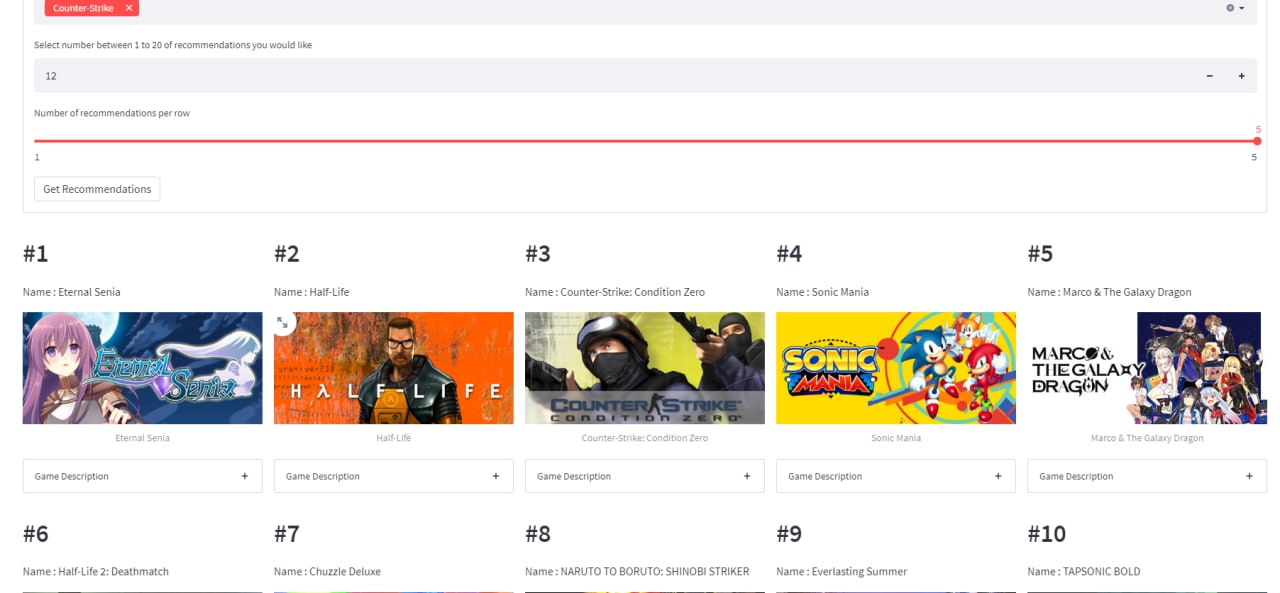 Counter-Strike ×
Select number between 1 to 20 of recommendations you would like
12 − +
Number of recommendations per row
5
1 5
Get Recommendations
#1 #2 #3 #4 #5
Name : Eternal Senia Name : Half-Life Name : Counter-Strike: Condition Zero Name : Sonic Mania Name : Marco & The Galaxy Dragon
Eternal Senia
HλLF-LIFE
COUNTER STRIKE
CONDITION ZERO
SONIC MANIA
MARCO & THE GALAXY DRAGON
Eternal Senia Half-Life Counter-Strike: Condition Zero Sonic Mania Marco & The Galaxy Dragon
Game Description + Game Description + Game Description + Game Description + Game Description +
#6 #7 #8 #9 #10
Name : Half-Life 2: Deathmatch Name : Chuzzle Deluxe Name : NARUTO TO BORUTO: SHINOBI STRIKER Name : Everlasting Summer Name : TAPSONIC BOLD